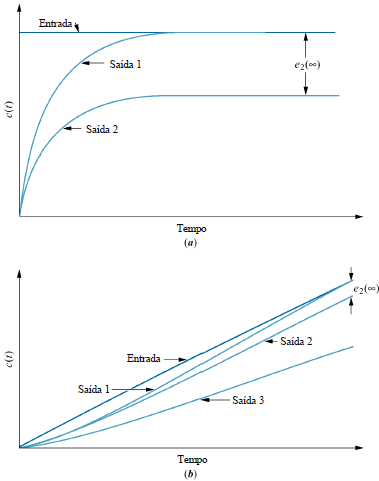 Entrada
Saída 1
e₂(∞)
c(t)
Saída 2
Tempo
(a)
e₂(∞)
Saída 2
Entrada
c(t)
Saída 1
Saída 3
Tempo
(b)